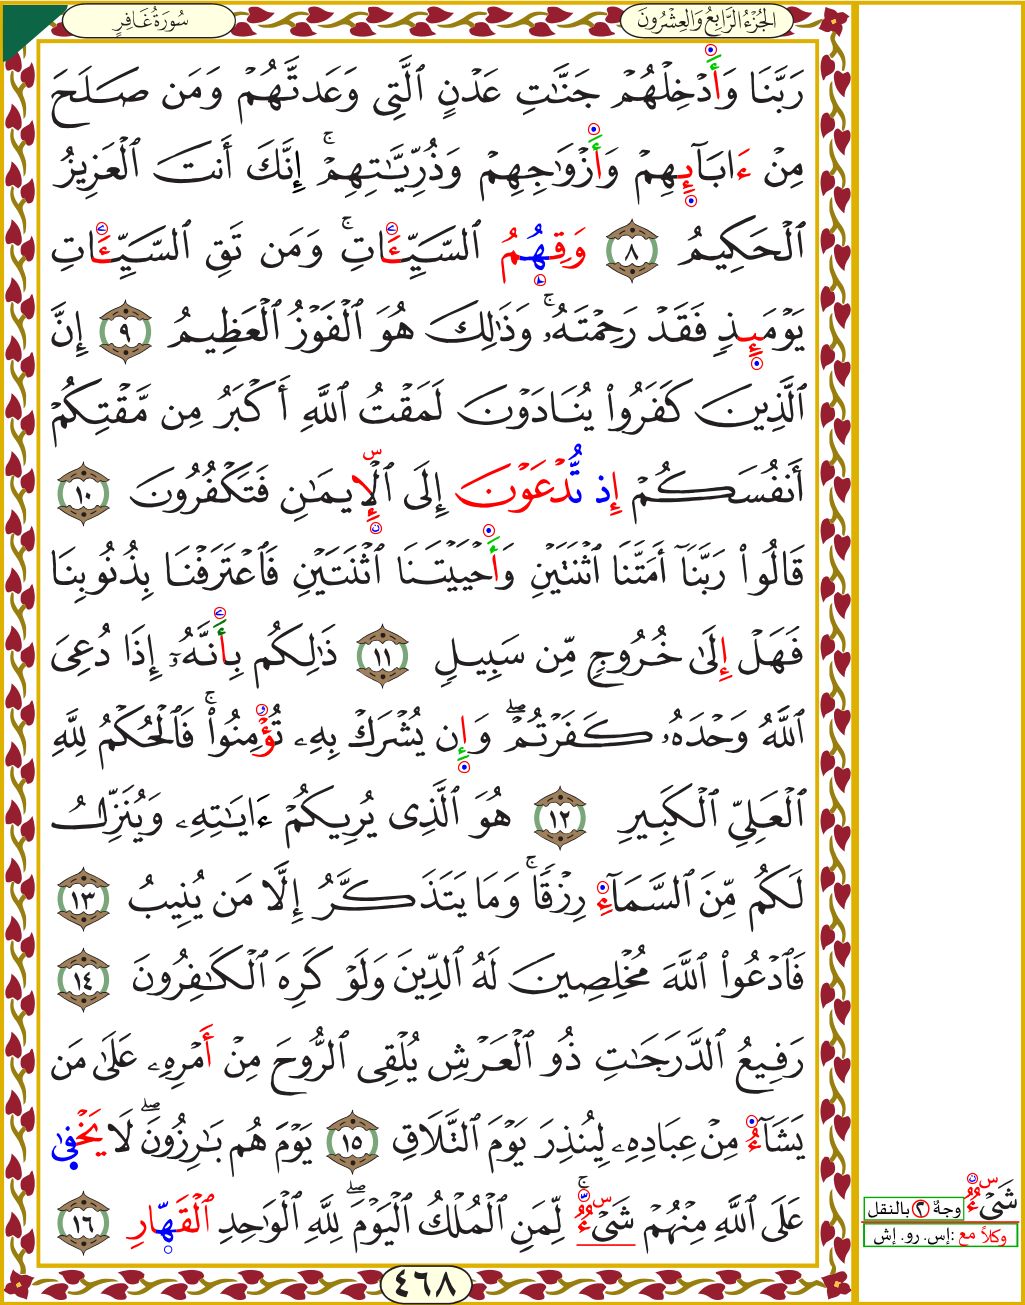 سُورَةُ غَافِرٍ
الجُزْءُ الرَّابِعُ وَالعِشْرُونَ
رَبَّنَا وَأَدْخِلْهُمْ جَنَّٰتِ عَدْنٍ ٱلَّتِى وَعَدتَّهُمْ وَمَن صَلَحَ
مِنْ ءَابَآئِهِمْ وَأَزْوَٰجِهِمْ وَذُرِّيَّٰتِهِمْ ۚ إِنَّكَ أَنتَ ٱلْعَزِيزُ
ٱلْحَكِيمُ ٨ وَقِهُمُ ٱلسَّيِّـَٔاتِ ۚ وَمَن تَقِ ٱلسَّيِّـَٔاتِ
يَوْمَئِذٍ فَقَدْ رَحِمْتَهُۥ ۚ وَذَٰلِكَ هُوَ ٱلْفَوْزُ ٱلْعَظِيمُ ٩ إِنَّ
ٱلَّذِينَ كَفَرُوا۟ يُنَادَوْنَ لَمَقْتُ ٱللَّهِ أَكْبَرُ مِن مَّقْتِكُمْ
أَنفُسَكُمْ إِذ تُّدْعَوْنَ إِلَى ٱلْإِيمَٰنِ فَتَكْفُرُونَ ١٠
قَالُوا۟ رَبَّنَآ أَمَتَّنَا ٱثْنَتَيْنِ وَأَحْيَيْتَنَا ٱثْنَتَيْنِ فَٱعْتَرَفْنَا بِذُنُوبِنَا
فَهَلْ إِلَىٰ خُرُوجٍ مِّن سَبِيلٍ ١١ ذَٰلِكُم بِأَنَّهُۥٓ إِذَا دُعِىَ
ٱللَّهُ وَحْدَهُۥ كَفَرْتُمْ ۖ وَإِن يُشْرَكْ بِهِۦ تُؤْمِنُوا۟ ۚ فَٱلْحُكْمُ لِلَّهِ
ٱلْعَلِىِّ ٱلْكَبِيرِ ١٢ هُوَ ٱلَّذِى يُرِيكُمْ ءَايَٰتِهِۦ وَيُنَزِّلُ
لَكُم مِّنَ ٱلسَّمَآءِ رِزْقًا ۚ وَمَا يَتَذَكَّرُ إِلَّا مَن يُنِيبُ ١٣
فَٱدْعُوا۟ ٱللَّهَ مُخْلِصِينَ لَهُ ٱلدِّينَ وَلَوْ كَرِهَ ٱلْكَٰفِرُونَ ١٤
رَفِيعُ ٱلدَّرَجَٰتِ ذُو ٱلْعَرْشِ يُلْقِى ٱلرُّوحَ مِنْ أَمْرِهِۦ عَلَىٰ مَن
يَشَآءُ مِنْ عِبَادِهِۦ لِيُنذِرَ يَوْمَ ٱلتَّلَاقِ ١٥ يَوْمَ هُم بَٰرِزُونَ ۖ لَا يَخْفَىٰ
عَلَى ٱللَّهِ مِنْهُمْ شَىْءٌ ۚ لِّمَنِ ٱلْمُلْكُ ٱلْيَوْمَ ۖ لِلَّهِ ٱلْوَٰحِدِ ٱلْقَهَّارِ ١٦
شَىْءٌ وجهٌ ٢ بالنقل
وكلاً مع: إس. رو. إش
٤٦٨